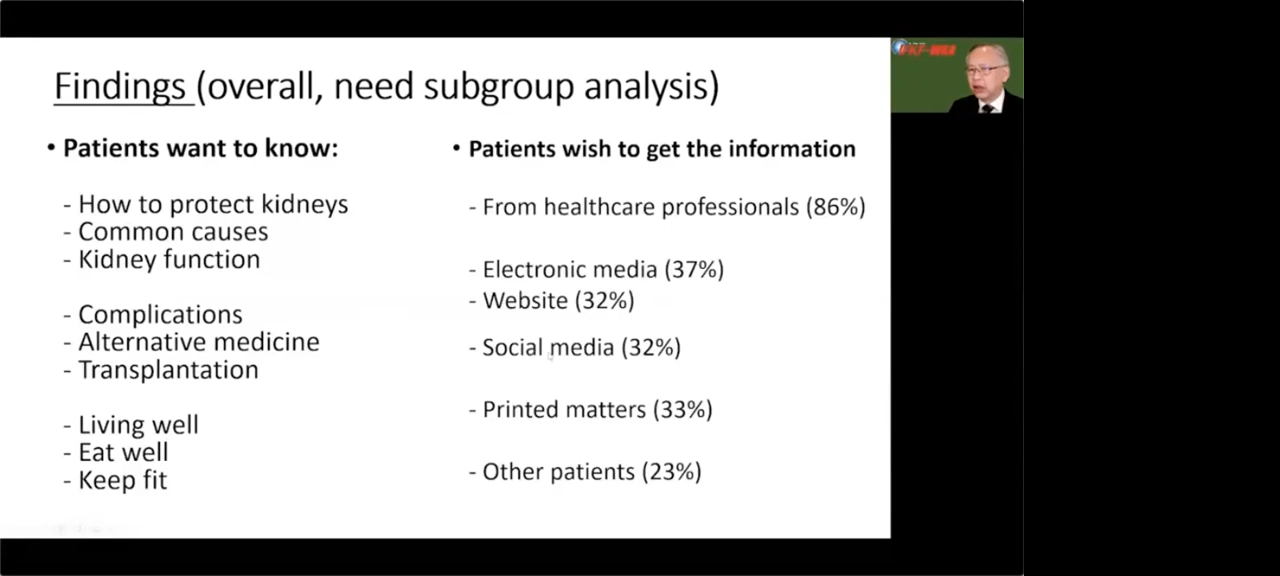 Findings (overall, need subgroup analysis)
• Patients want to know:
- How to protect kidneys
- Common causes
- Kidney function
- Complications
- Alternative medicine
- Transplantation
- Living well
- Eat well
- Keep fit
• Patients wish to get the information
- From healthcare professionals (86%)
- Electronic media (37%)
- Website (32%)
- Social media (32%)
- Printed matters (33%)
- Other patients (23%)